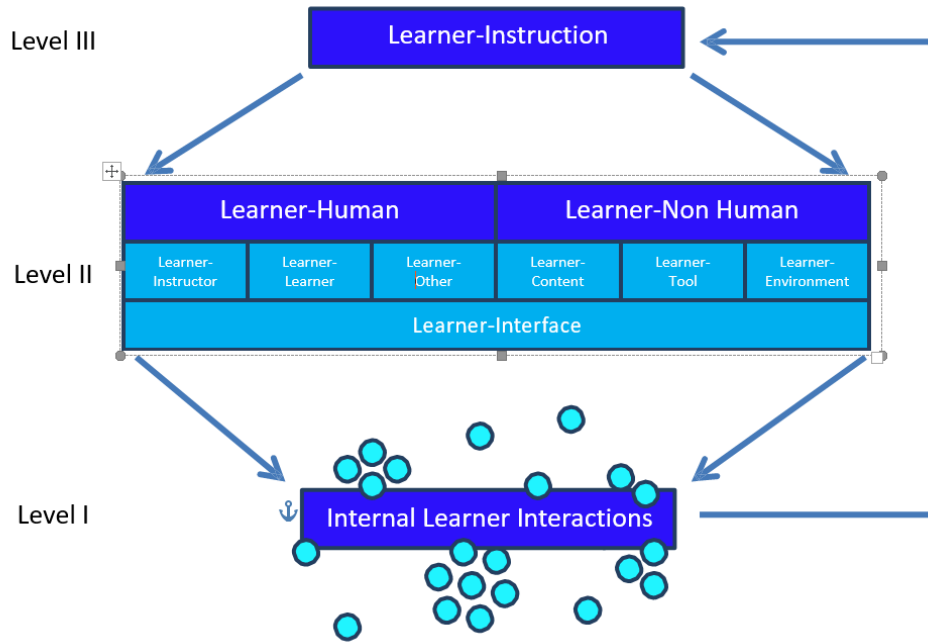 Level III
Learner-Instruction
Learner-Human
Learner-Non Human
Level II
Learner-
Instructor
Learner-
Learner
Learner-
Other
Learner-
Content
Learner-
Tool
Learner-
Environment
Learner-Interface
Level I
Internal Learner Interactions